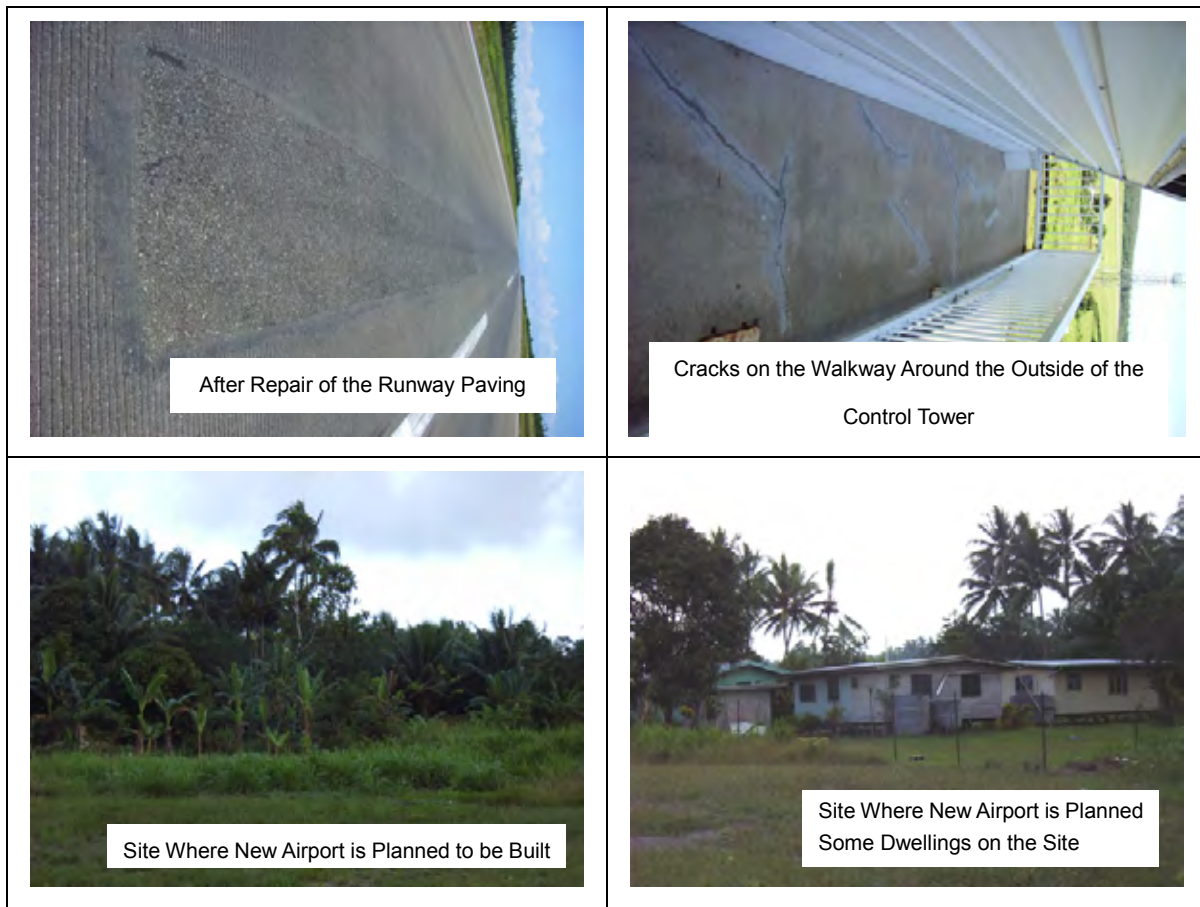 After Repair of the Runway Paving
Cracks on the Walkway Around the Outside of the
Control Tower
Site Where New Airport is Planned to be Built
Site Where New Airport is Planned
Some Dwellings on the Site